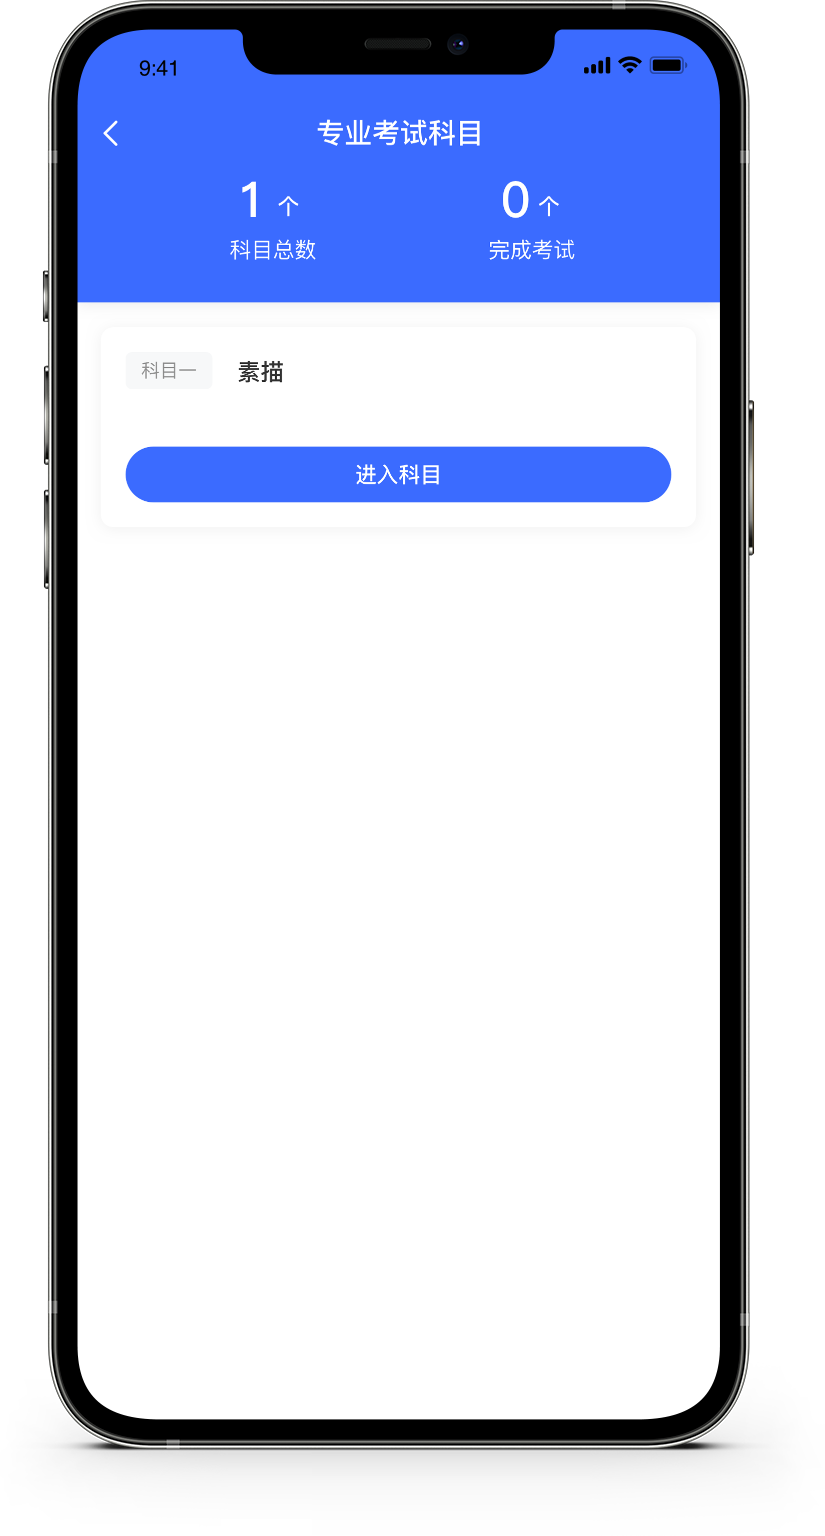 9:41
专业考试科目
1 个
0 个
科目总数
完成考试
科目一 素描
进入科目